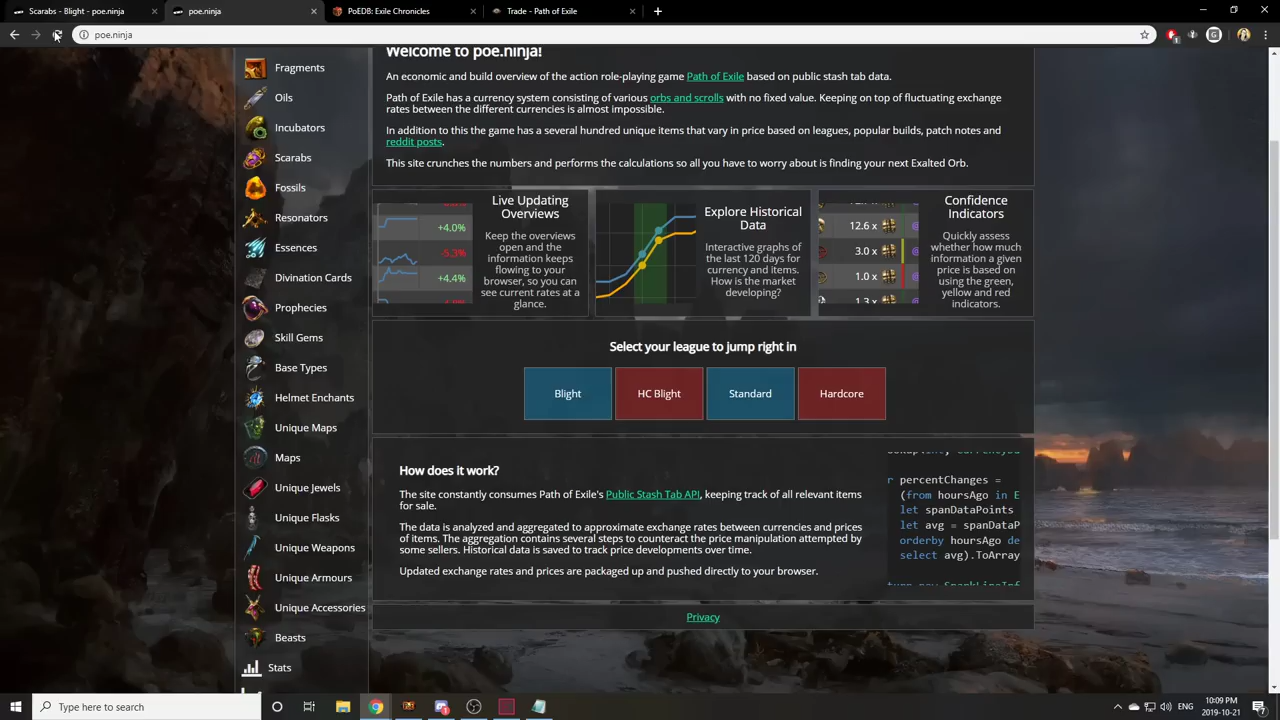 Scarabs - Blight - poe.ninja
poe.ninja
PoEDB: Exile Chronicles
Trade - Path of Exile
poe.ninja
Fragments
Oils
Incubators
Scarabs
Fossils
Resonators
Essences
Divination Cards
Prophecies
Skill Gems
Base Types
Helmet Enchants
Unique Maps
Maps
Unique Jewels
Unique Flasks
Unique Weapons
Unique Armours
Unique Accessories
Beasts
Stats
Welcome to poe.ninja!
An economic and build overview of the action role-playing game Path of Exile based on public stash tab data.
Path of Exile has a currency system consisting of various orbs and scrolls with no fixed value. Keeping on top of fluctuating exchange
rates between the different currencies is almost impossible.
In addition to this the game has a several hundred unique items that vary in price based on leagues, popular builds, patch notes and
reddit posts.
This site crunches the numbers and performs the calculations so all you have to worry about is finding your next Exalted Orb.
+4.0%
-5.3%
+4.4%
Live Updating
Overviews
Keep the overviews
open and the
information keeps
flowing to your
browser, so you can
see current rates at a
glance.
Explore Historical
Data
Interactive graphs of
the last 120 days for
currency and items.
How is the market
developing?
12.6 x
3.0 x
1.0 x
1.3 x
Confidence
Indicators
Quickly assess
whether how much
information a given
price is based on
using the green,
yellow and red
indicators.
Select your league to jump right in
Blight
HC Blight
Standard
Hardcore
How does it work?
The site constantly consumes Path of Exile's Public Stash Tab API, keeping track of all relevant items
for sale.
The data is analyzed and aggregated to approximate exchange rates between currencies and prices
of items. The aggregation contains several steps to counteract the price manipulation attempted by
some sellers. Historical data is saved to track price developments over time.
Updated exchange rates and prices are packaged up and pushed directly to your browser.
r percentChanges =
(from hoursAgo in E
let spanDataPoints
let avg = spanDataP
orderby hoursAgo de
select avg).ToArray
Privacy
Type here to search
ENG
10:09 PM
2019-10-21